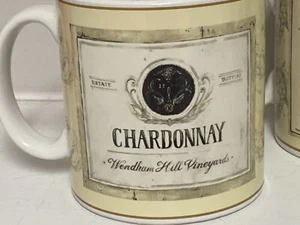 ESTATE BOTTLED
CHARDONNAY
Wendham Hill Vineyards